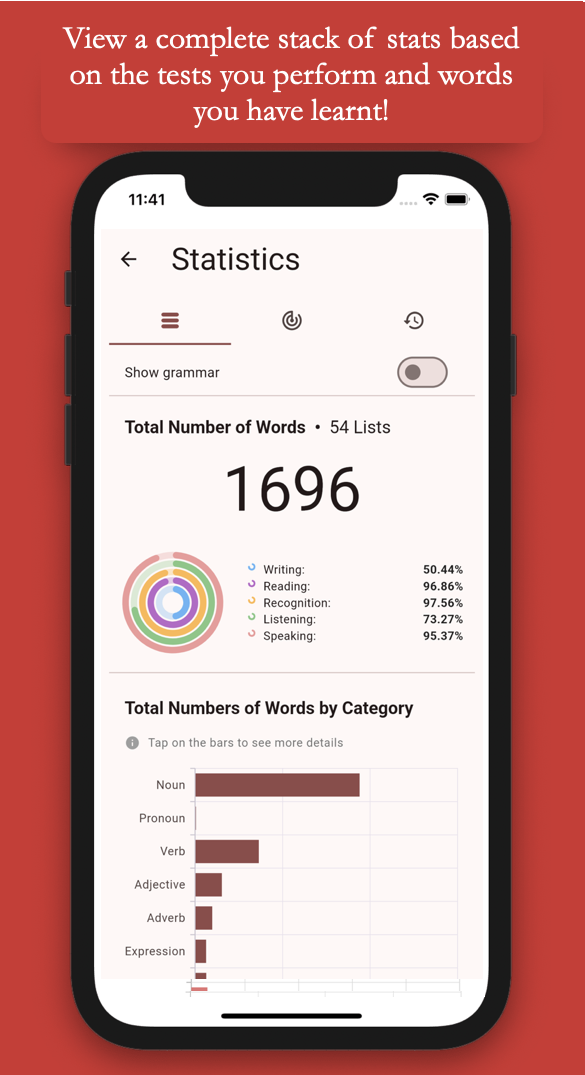 View a complete stack of stats based
on the tests you perform and words
you have learnt!
11:41
Statistics
Show grammar
Total Number of Words • 54 Lists
1696
Writing: 50.44%
Reading: 96.86%
Recognition: 97.56%
Listening: 73.27%
Speaking: 95.37%
Total Numbers of Words by Category
Tap on the bars to see more details
Noun
Pronoun
Verb
Adjective
Adverb
Expression